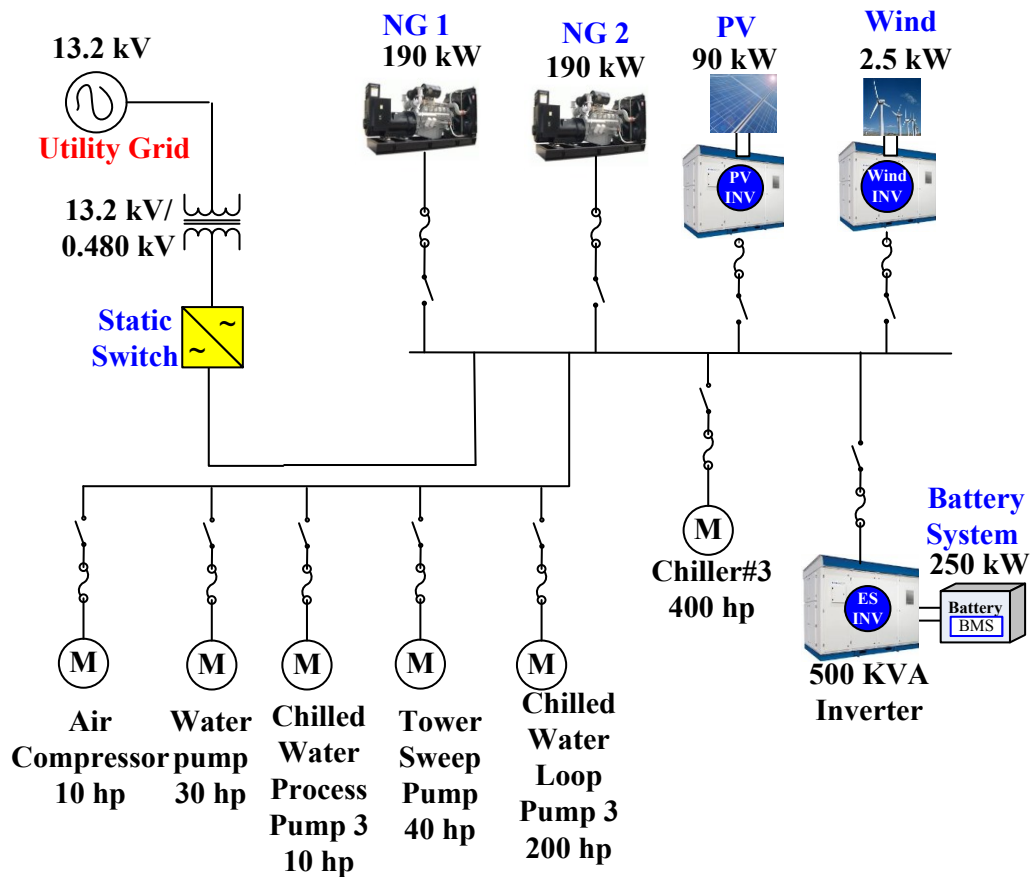 13.2 kV
Utility Grid
13.2 kV/
0.480 kV
Static
Switch
~
~
NG 1
190 kW
NG 2
190 kW
PV
90 kW
PV
INV
Wind
2.5 kW
Wind
INV
M
Chiller#3
400 hp
Battery
System
250 kW
ES
INV
Battery
BMS
500 KVA
Inverter
M
Air
Compressor
10 hp
M
Water
pump
30 hp
M
Chilled
Water
Process
Pump 3
10 hp
M
Tower
Sweep
Pump
40 hp
M
Chilled
Water
Loop
Pump 3
200 hp